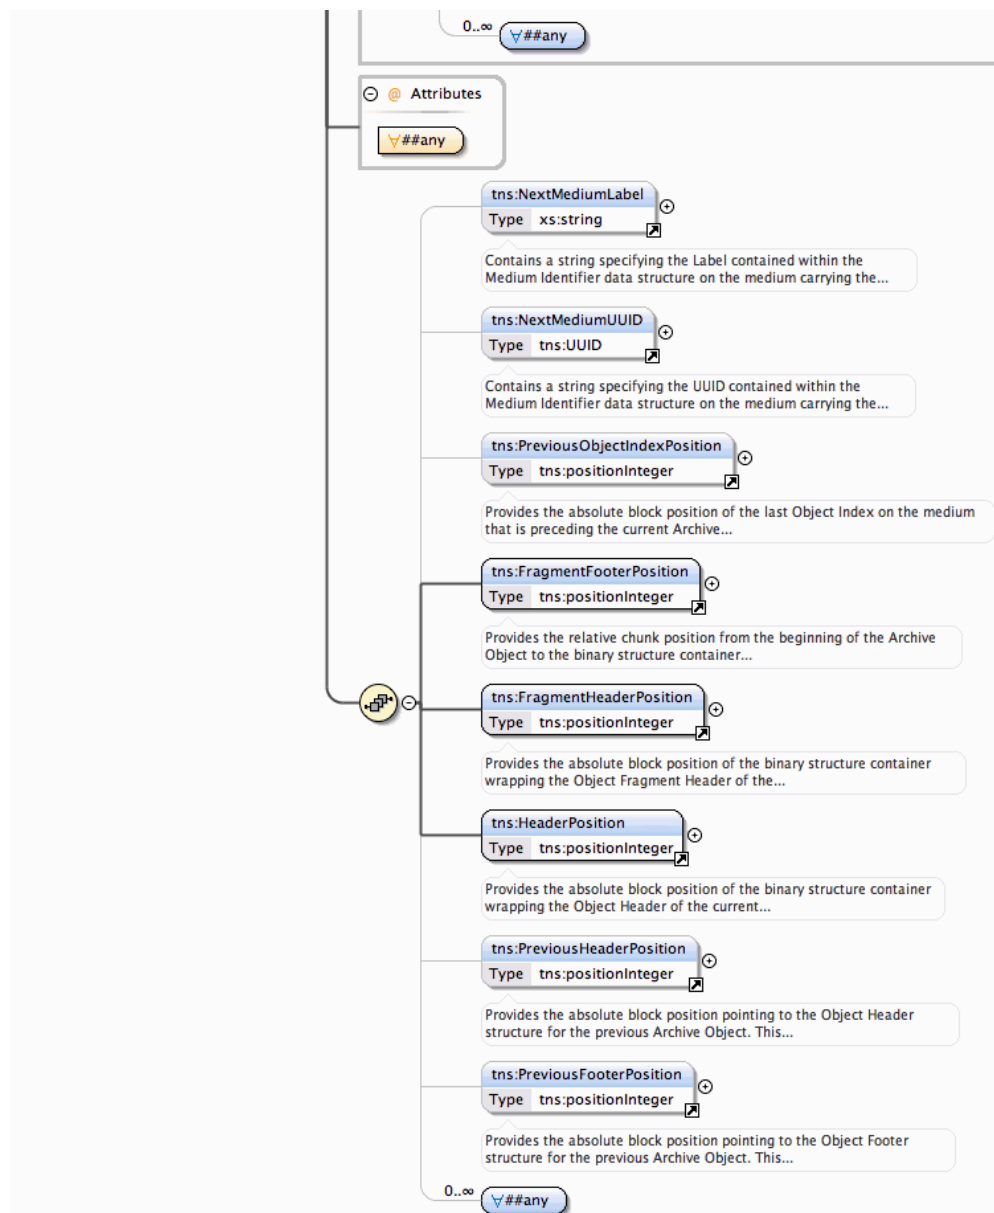 0..∞
∀##any
@ Attributes
∀##any
tns:NextMediumLabel
Type xs:string
Contains a string specifying the Label contained within the
Medium Identifier data structure on the medium carrying the...
tns:NextMediumUUID
Type tns:UUID
Contains a string specifying the UUID contained within the
Medium Identifier data structure on the medium carrying the...
tns:PreviousObjectIndexPosition
Type tns:positionInteger
Provides the absolute block position of the last Object Index on the medium
that is preceding the current Archive...
tns:FragmentFooterPosition
Type tns:positionInteger
Provides the relative chunk position from the beginning of the Archive
Object to the binary structure container...
tns:FragmentHeaderPosition
Type tns:positionInteger
Provides the absolute block position of the binary structure container
wrapping the Object Fragment Header of the...
tns:HeaderPosition
Type tns:positionInteger
Provides the absolute block position of the binary structure container
wrapping the Object Header of the current...
tns:PreviousHeaderPosition
Type tns:positionInteger
Provides the absolute block position pointing to the Object Header
structure for the previous Archive Object. This...
tns:PreviousFooterPosition
Type tns:positionInteger
Provides the absolute block position pointing to the Object Footer
structure for the previous Archive Object. This...
0..∞
∀##any